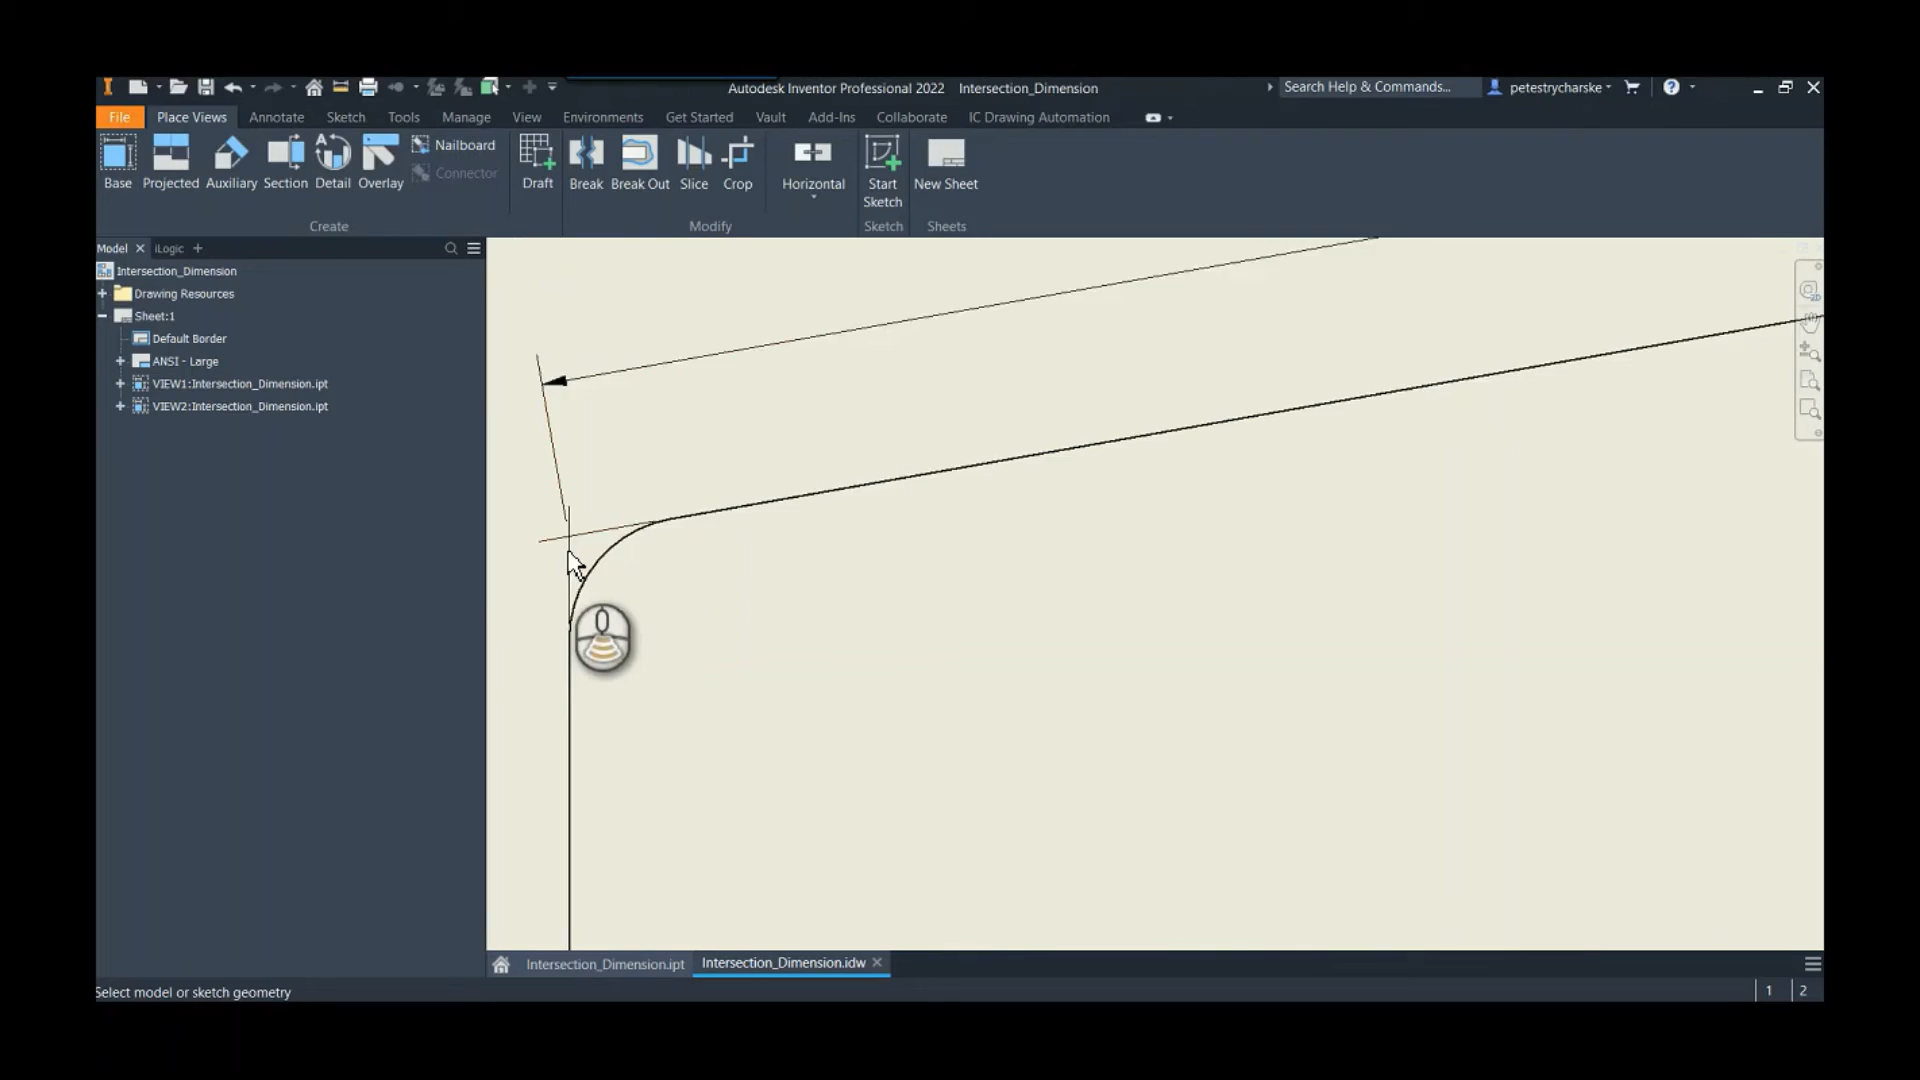 Autodesk Inventor Professional 2022 Intersection_Dimension
Search Help & Commands...
petestrycharske
File Place Views Annotate Sketch Tools Manage View Environments Get Started Vault Add-Ins Collaborate IC Drawing Automation
Base Projected Auxiliary Section Detail Overlay
Nailboard
Connector
Draft Break Break Out Slice Crop Horizontal
Start Sketch
New Sheet
Create Modify Sketch Sheets
Model iLogic
Intersection_Dimension
Drawing Resources
Sheet:1
Default Border
ANSI - Large
VIEW1:Intersection_Dimension.ipt
VIEW2:Intersection_Dimension.ipt
2D
Intersection_Dimension.ipt Intersection_Dimension.idw
Select model or sketch geometry
1 2